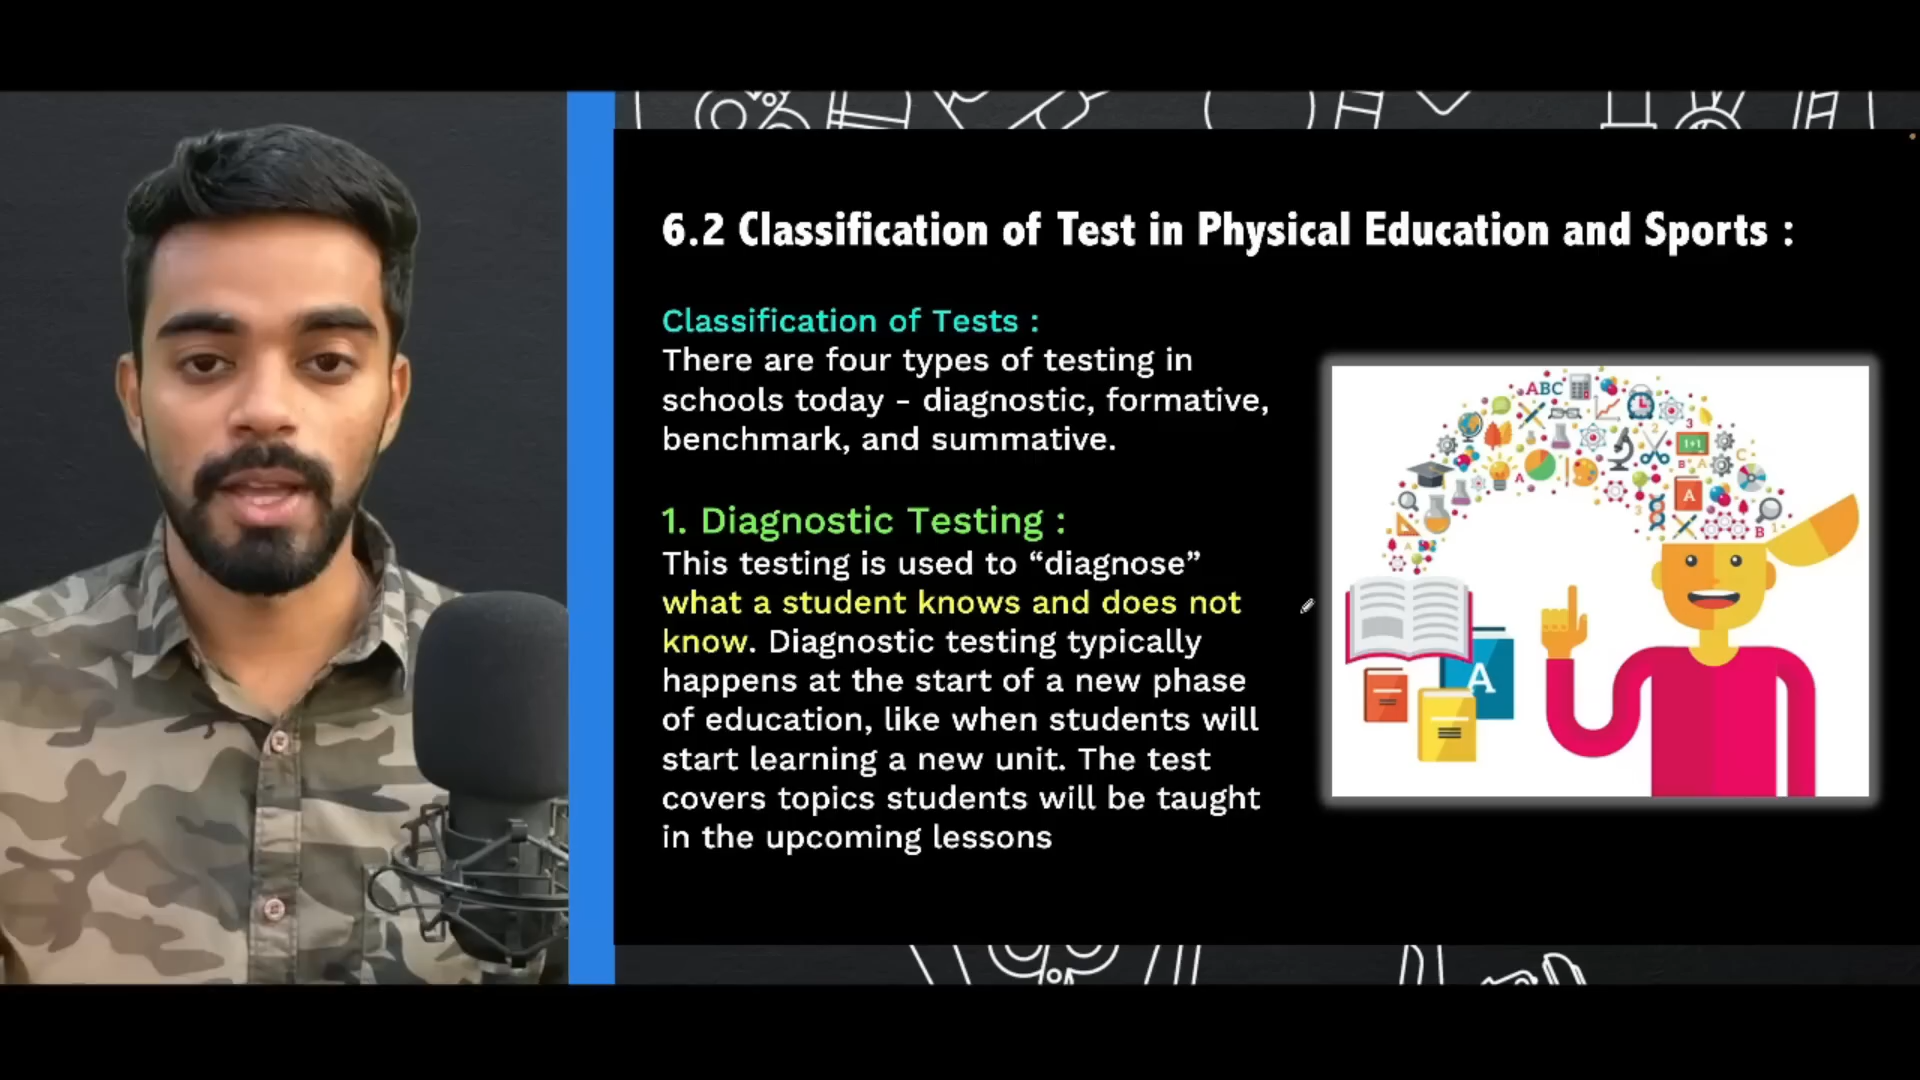 6.2 Classification of Test in Physical Education and Sports :
Classification of Tests :
There are four types of testing in
schools today - diagnostic, formative,
benchmark, and summative.
1. Diagnostic Testing :
This testing is used to “diagnose”
what a student knows and does not
know. Diagnostic testing typically
happens at the start of a new phase
of education, like when students will
start learning a new unit. The test
covers topics students will be taught
in the upcoming lessons
ABC
1+1
A
A